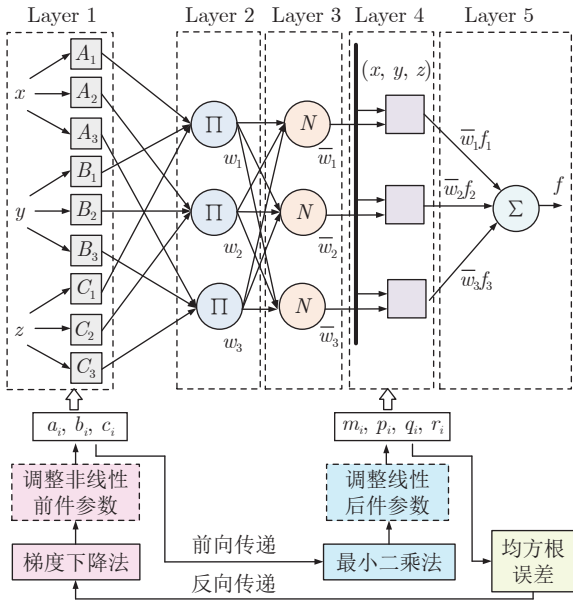 Layer 1 Layer 2 Layer 3 Layer 4 Layer 5
A₁
(x, y, z)
x
A₂
Π
N
A₃
w₁
w̅₁
w̅₁f₁
B₁
y
B₂
Π
N
w̅₂f₂
Σ
f
w₂
w̅₂
B₃
C₁
w̅₃f₃
z
C₂
Π
N
w₃
w̅₃
C₃
aᵢ, bᵢ, cᵢ
mᵢ, pᵢ, qᵢ, rᵢ
调整非线性
前件参数
调整线性
后件参数
前向传递
梯度下降法
最小二乘法
均方根
误差
反向传递